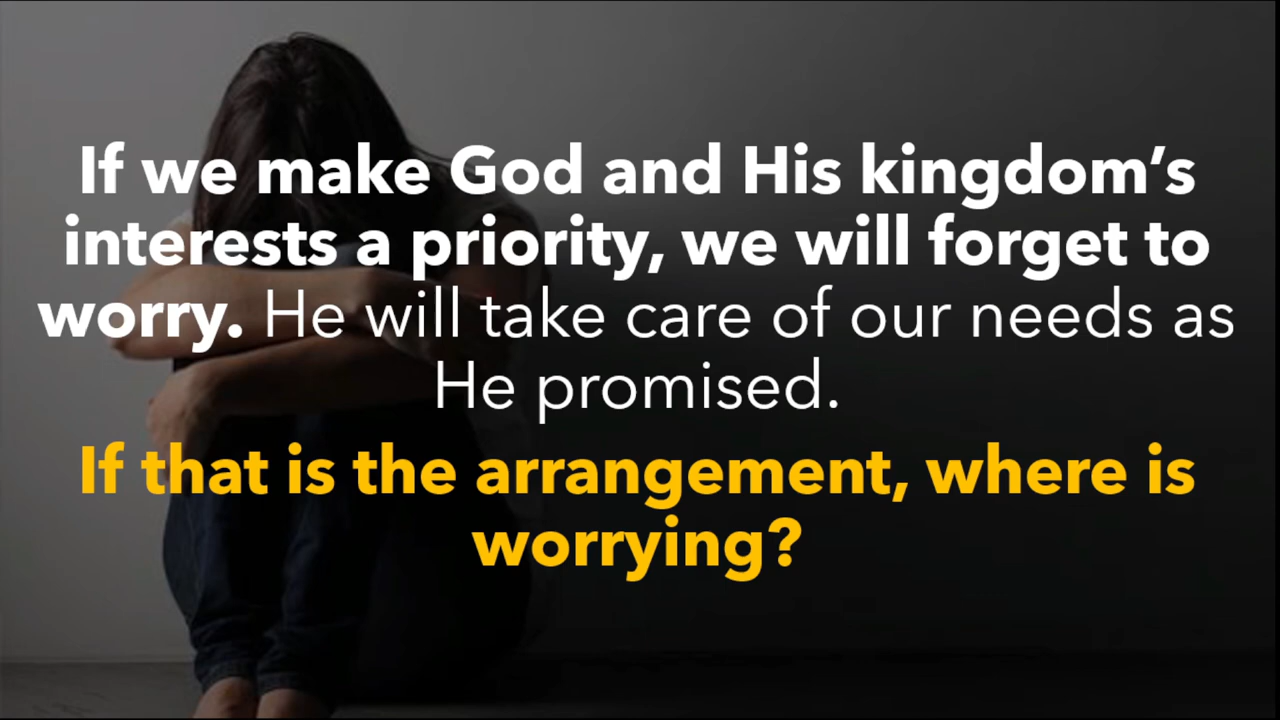 If we make God and His kingdom’s
interests a priority, we will forget to
worry. He will take care of our needs as
He promised.
If that is the arrangement, where is
worrying?